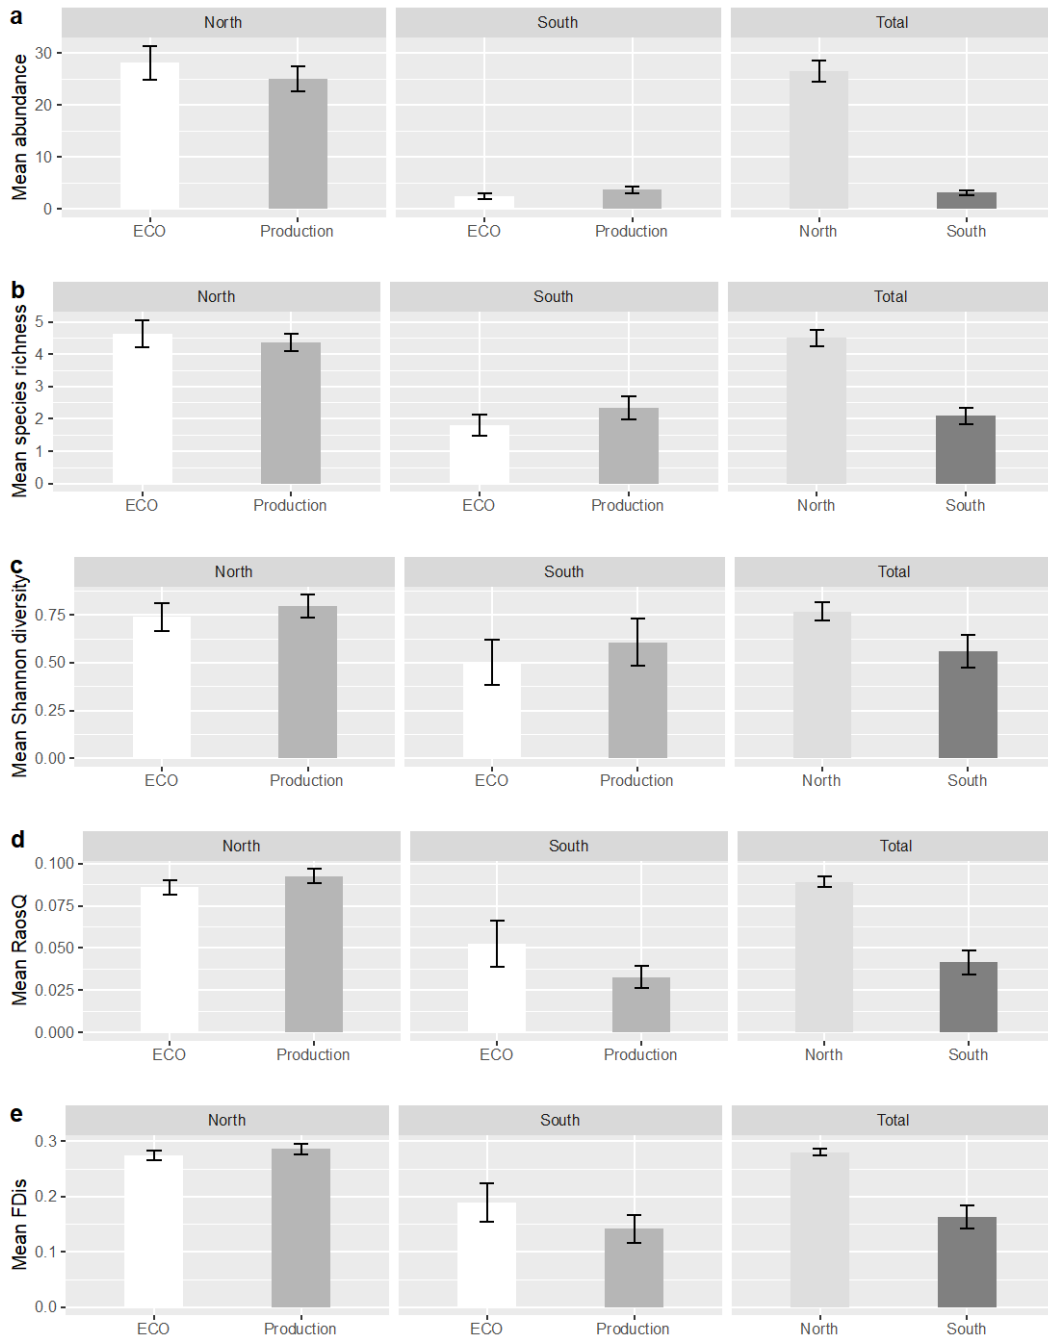 a
North South Total
Mean abundance
30
20
10
0
ECO Production ECO Production North South
b
North South Total
Mean species richness
5
4
3
2
1
0
ECO Production ECO Production North South
c
North South Total
Mean Shannon diversity
0.75
0.50
0.25
0.00
ECO Production ECO Production North South
d
North South Total
Mean RaosQ
0.100
0.075
0.050
0.025
0.000
ECO Production ECO Production North South
e
North South Total
Mean FDis
0.3
0.2
0.1
0.0
ECO Production ECO Production North South